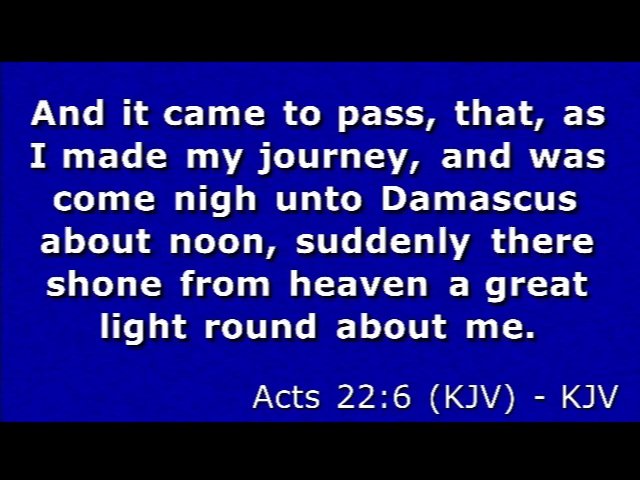 And it came to pass, that, as
I made my journey, and was
come nigh unto Damascus
about noon, suddenly there
shone from heaven a great
light round about me.
Acts 22:6 (KJV) - KJV